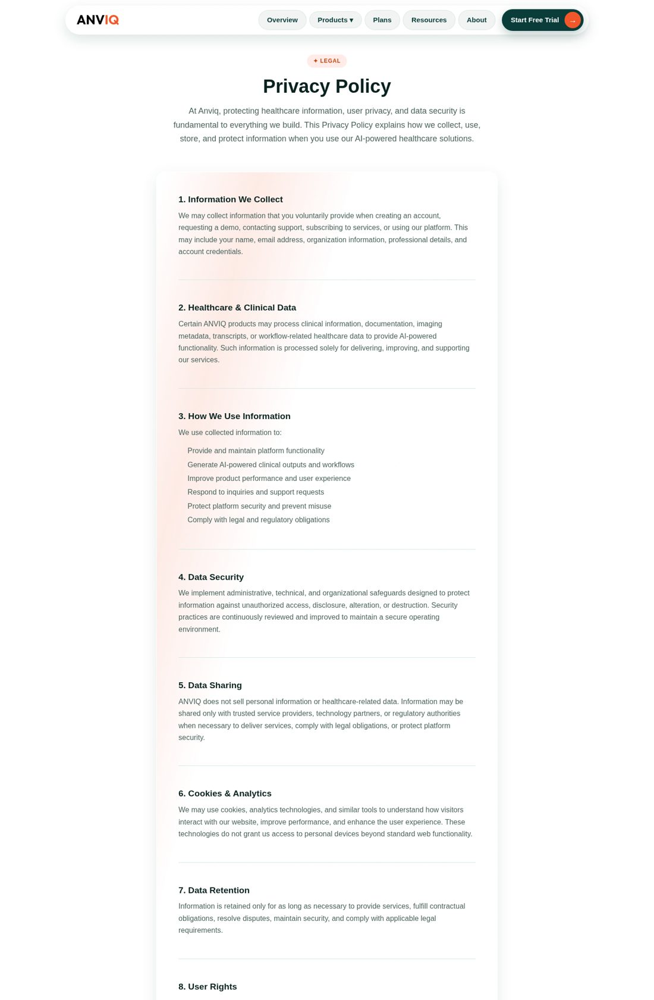 ANVIQ
Overview
Products ▾
Plans
Resources
About
Start Free Trial →
✦ LEGAL
Privacy Policy
At Anviq, protecting healthcare information, user privacy, and data security is
fundamental to everything we build. This Privacy Policy explains how we collect, use,
store, and protect information when you use our AI-powered healthcare solutions.
1. Information We Collect
We may collect information that you voluntarily provide when creating an account,
requesting a demo, contacting support, subscribing to services, or using our platform. This
may include your name, email address, organization information, professional details, and
account credentials.
2. Healthcare & Clinical Data
Certain ANVIQ products may process clinical information, documentation, imaging
metadata, transcripts, or workflow-related healthcare data to provide AI-powered
functionality. Such information is processed solely for delivering, improving, and supporting
our services.
3. How We Use Information
We use collected information to:
Provide and maintain platform functionality
Generate AI-powered clinical outputs and workflows
Improve product performance and user experience
Respond to inquiries and support requests
Protect platform security and prevent misuse
Comply with legal and regulatory obligations
4. Data Security
We implement administrative, technical, and organizational safeguards designed to protect
information against unauthorized access, disclosure, alteration, or destruction. Security
practices are continuously reviewed and improved to maintain a secure operating
environment.
5. Data Sharing
ANVIQ does not sell personal information or healthcare-related data. Information may be
shared only with trusted service providers, technology partners, or regulatory authorities
when necessary to deliver services, comply with legal obligations, or protect platform
security.
6. Cookies & Analytics
We may use cookies, analytics technologies, and similar tools to understand how visitors
interact with our website, improve performance, and enhance the user experience. These
technologies do not grant us access to personal devices beyond standard web functionality.
7. Data Retention
Information is retained only for as long as necessary to provide services, fulfill contractual
obligations, resolve disputes, maintain security, and comply with applicable legal
requirements.
8. User Rights